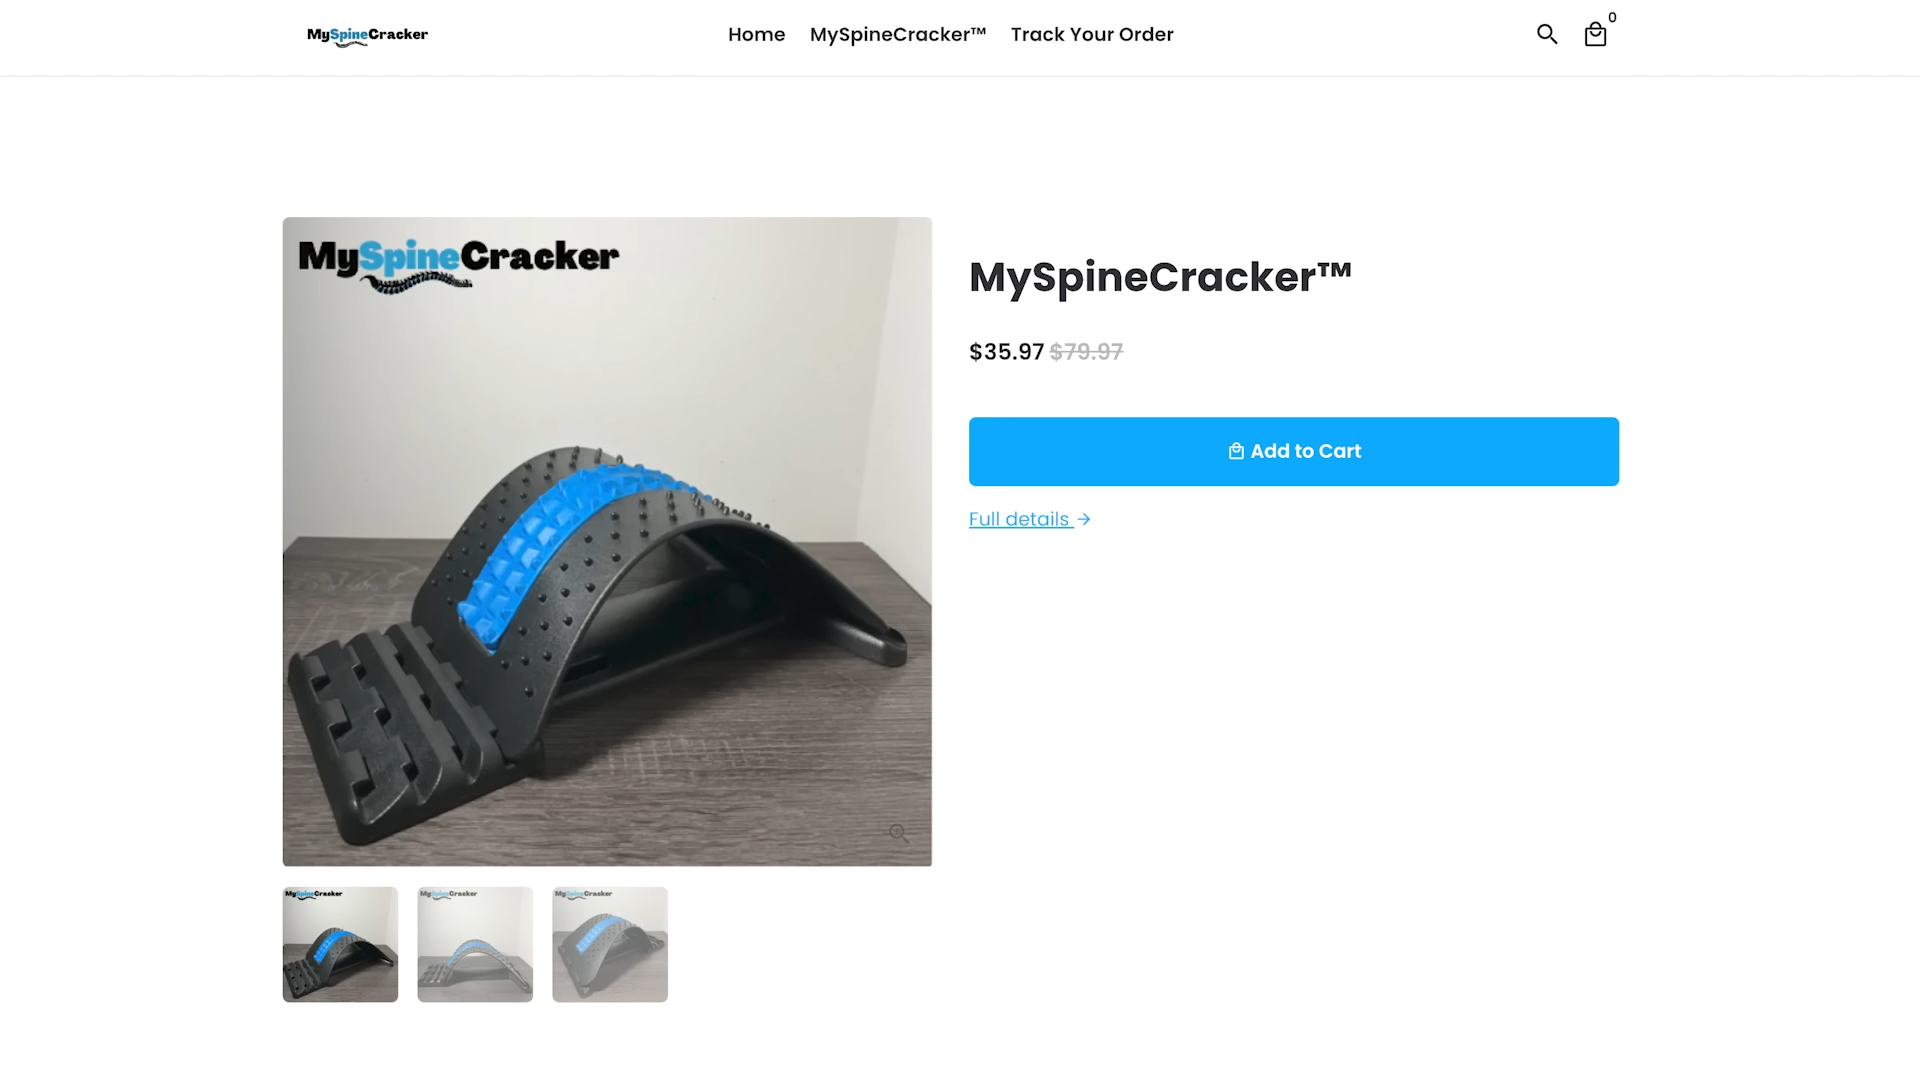 MySpineCracker
Home
MySpineCracker™
Track Your Order
0
MySpineCracker
MySpineCracker™
$35.97 $79.97
Add to Cart
Full details →
MySpineCracker
MySpineCracker
MySpineCracker